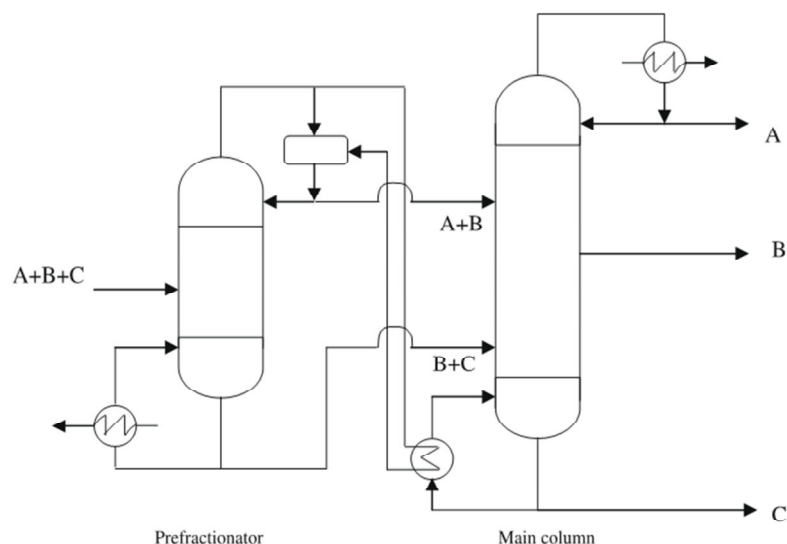 A
A+B
B
A+B+C
B+C
C
Prefractionator
Main column